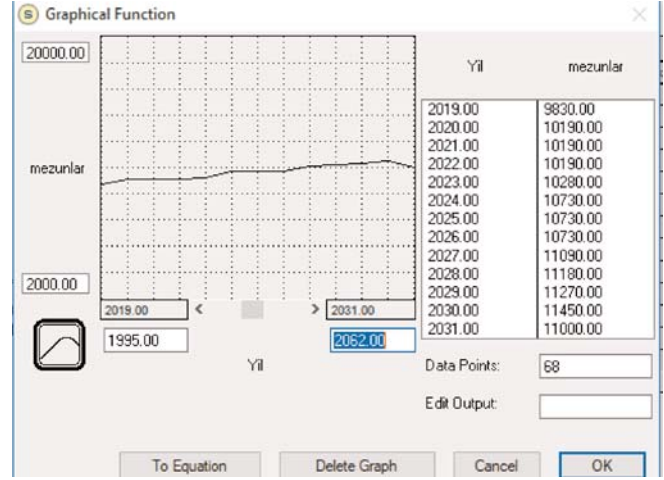 Graphical Function
20000.00
mezunlar
2000.00
2019.00 < > 2031.00
1995.00 2062.00
Yil
Yil mezunlar
2019.00 9830.00
2020.00 10190.00
2021.00 10190.00
2022.00 10190.00
2023.00 10280.00
2024.00 10730.00
2025.00 10730.00
2026.00 10730.00
2027.00 11090.00
2028.00 11180.00
2029.00 11270.00
2030.00 11450.00
2031.00 11000.00
Data Points: 68
Edit Output:
To Equation Delete Graph Cancel OK